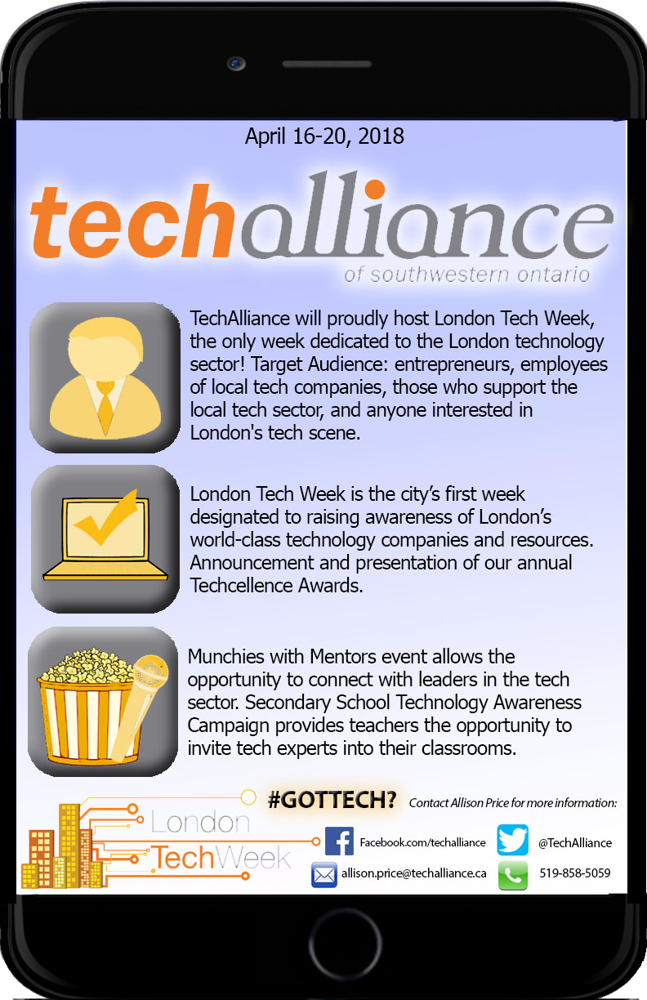 April 16-20, 2018
techalliance
of southwestern ontario
TechAlliance will proudly host London Tech Week,
the only week dedicated to the London technology
sector! Target Audience: entrepreneurs, employees
of local tech companies, those who support the
local tech sector, and anyone interested in
London's tech scene.
London Tech Week is the city’s first week
designated to raising awareness of London’s
world-class technology companies and resources.
Announcement and presentation of our annual
Techcellence Awards.
Munchies with Mentors event allows the
opportunity to connect with leaders in the tech
sector. Secondary School Technology Awareness
Campaign provides teachers the opportunity to
invite tech experts into their classrooms.
#GOTTECH? Contact Allison Price for more information:
London
TechWeek
Facebook.com/techalliance @TechAlliance
allison.price@techalliance.ca 519-858-5059